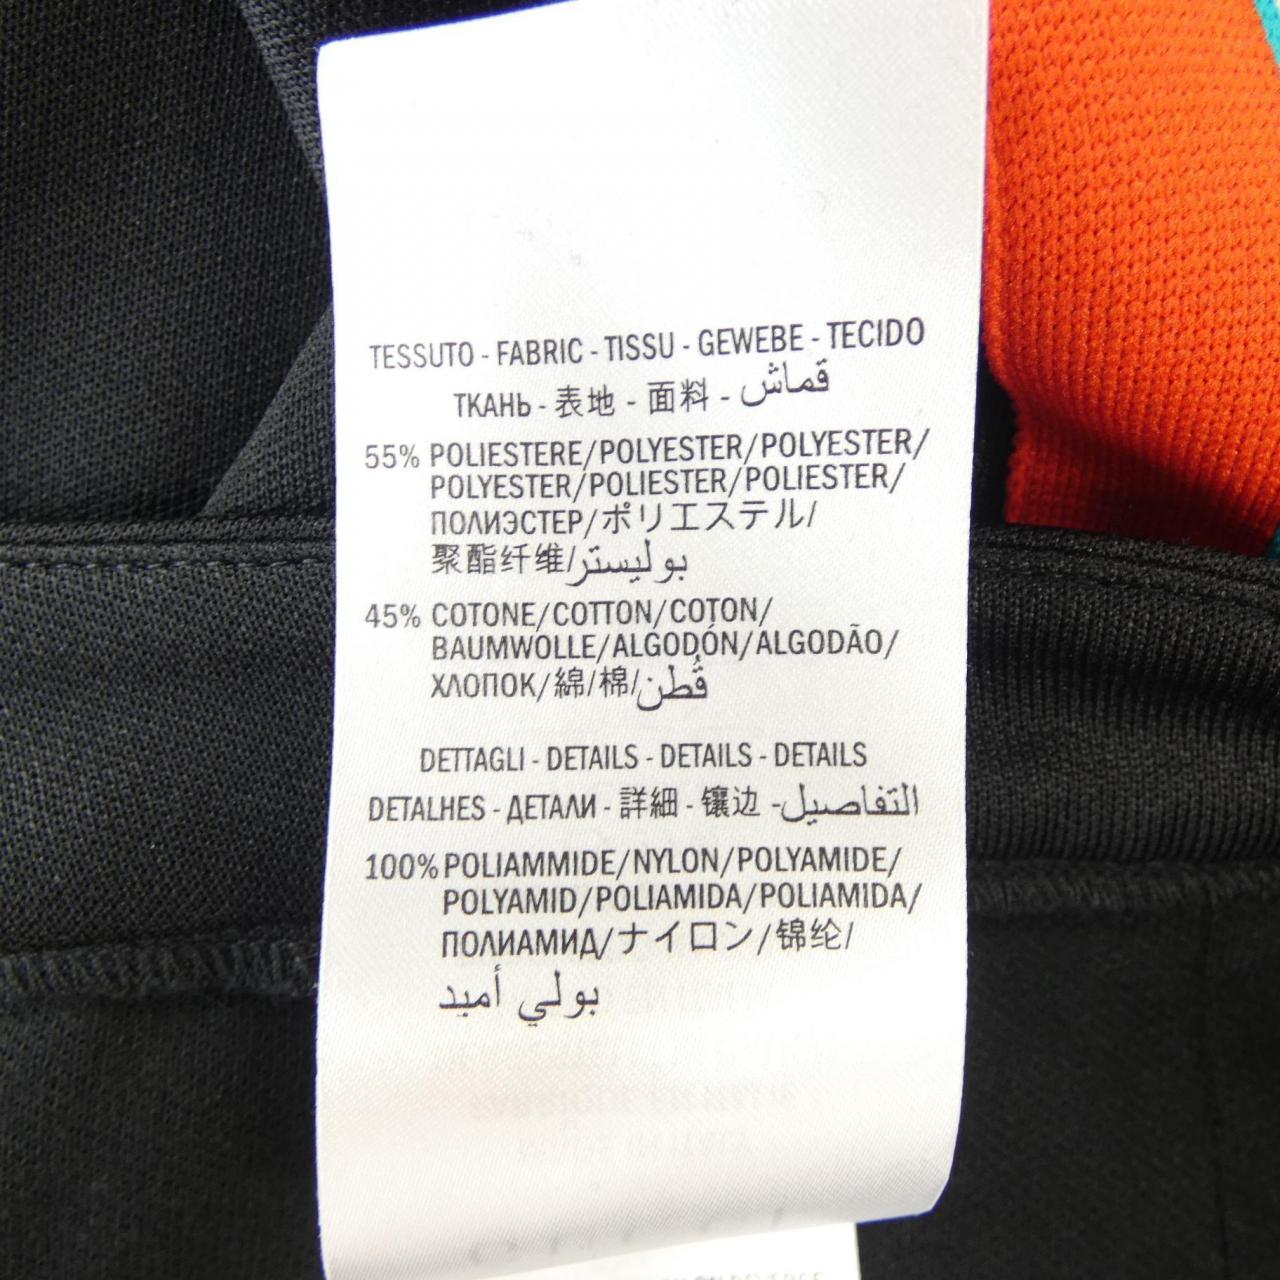 TESSUTO - FABRIC - TISSU - GEWEBE - TECIDO
ТКАНЬ - 表地 - 面料 - قماش
55% POLIESTERE/POLYESTER/POLYESTER/
POLYESTER/POLIESTER/POLIESTER/
ПОЛИЭСТЕР/ポリエステル/
聚酯纤维/بوليستر
45% COTONE/COTTON/COTON/
BAUMWOLLE/ALGODÓN/ALGODÃO/
ХЛОПОК/綿/棉/قُطن
DETTAGLI - DETAILS - DETAILS - DETAILS
DETALHES - ДЕТАЛИ - 詳細 - 镶边 - التفاصيل
100% POLIAMMIDE/NYLON/POLYAMIDE/
POLYAMID/POLIAMIDA/POLIAMIDA/
ПОЛИАМИД/ナイロン/锦纶/
بولي أميد